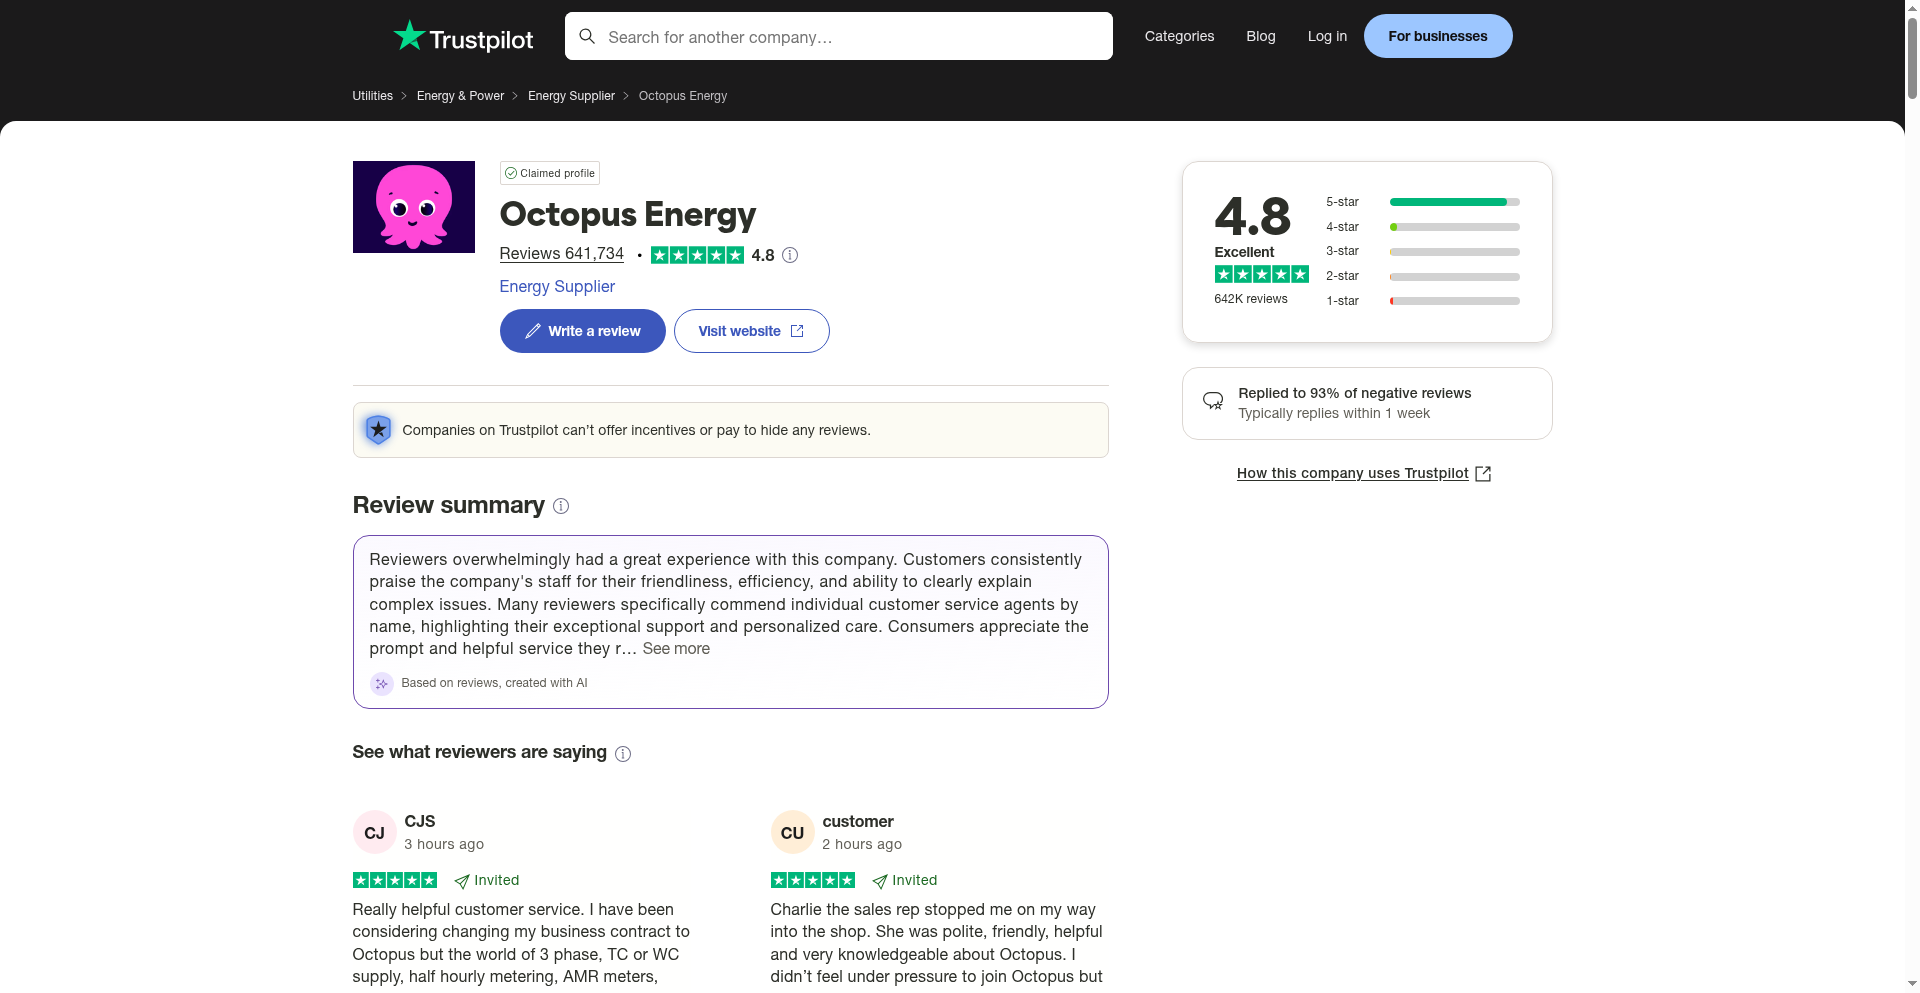 Trustpilot
Search for another company…
Categories
Blog
Log in
For businesses
Utilities
Energy & Power
Energy Supplier
Octopus Energy
Claimed profile
Octopus Energy
Reviews 641,734 • 4.8
Energy Supplier
Write a review
Visit website
4.8
Excellent
642K reviews
5-star
4-star
3-star
2-star
1-star
Replied to 93% of negative reviews
Typically replies within 1 week
How this company uses Trustpilot
Companies on Trustpilot can’t offer incentives or pay to hide any reviews.
Review summary
Reviewers overwhelmingly had a great experience with this company. Customers consistently
praise the company's staff for their friendliness, efficiency, and ability to clearly explain
complex issues. Many reviewers specifically commend individual customer service agents by
name, highlighting their exceptional support and personalized care. Consumers appreciate the
prompt and helpful service they r… See more
Based on reviews, created with AI
See what reviewers are saying
CJ
CJS
3 hours ago
Invited
Really helpful customer service. I have been
considering changing my business contract to
Octopus but the world of 3 phase, TC or WC
supply, half hourly metering, AMR meters,
CU
customer
2 hours ago
Invited
Charlie the sales rep stopped me on my way
into the shop. She was polite, friendly, helpful
and very knowledgeable about Octopus. I
didn’t feel under pressure to join Octopus but